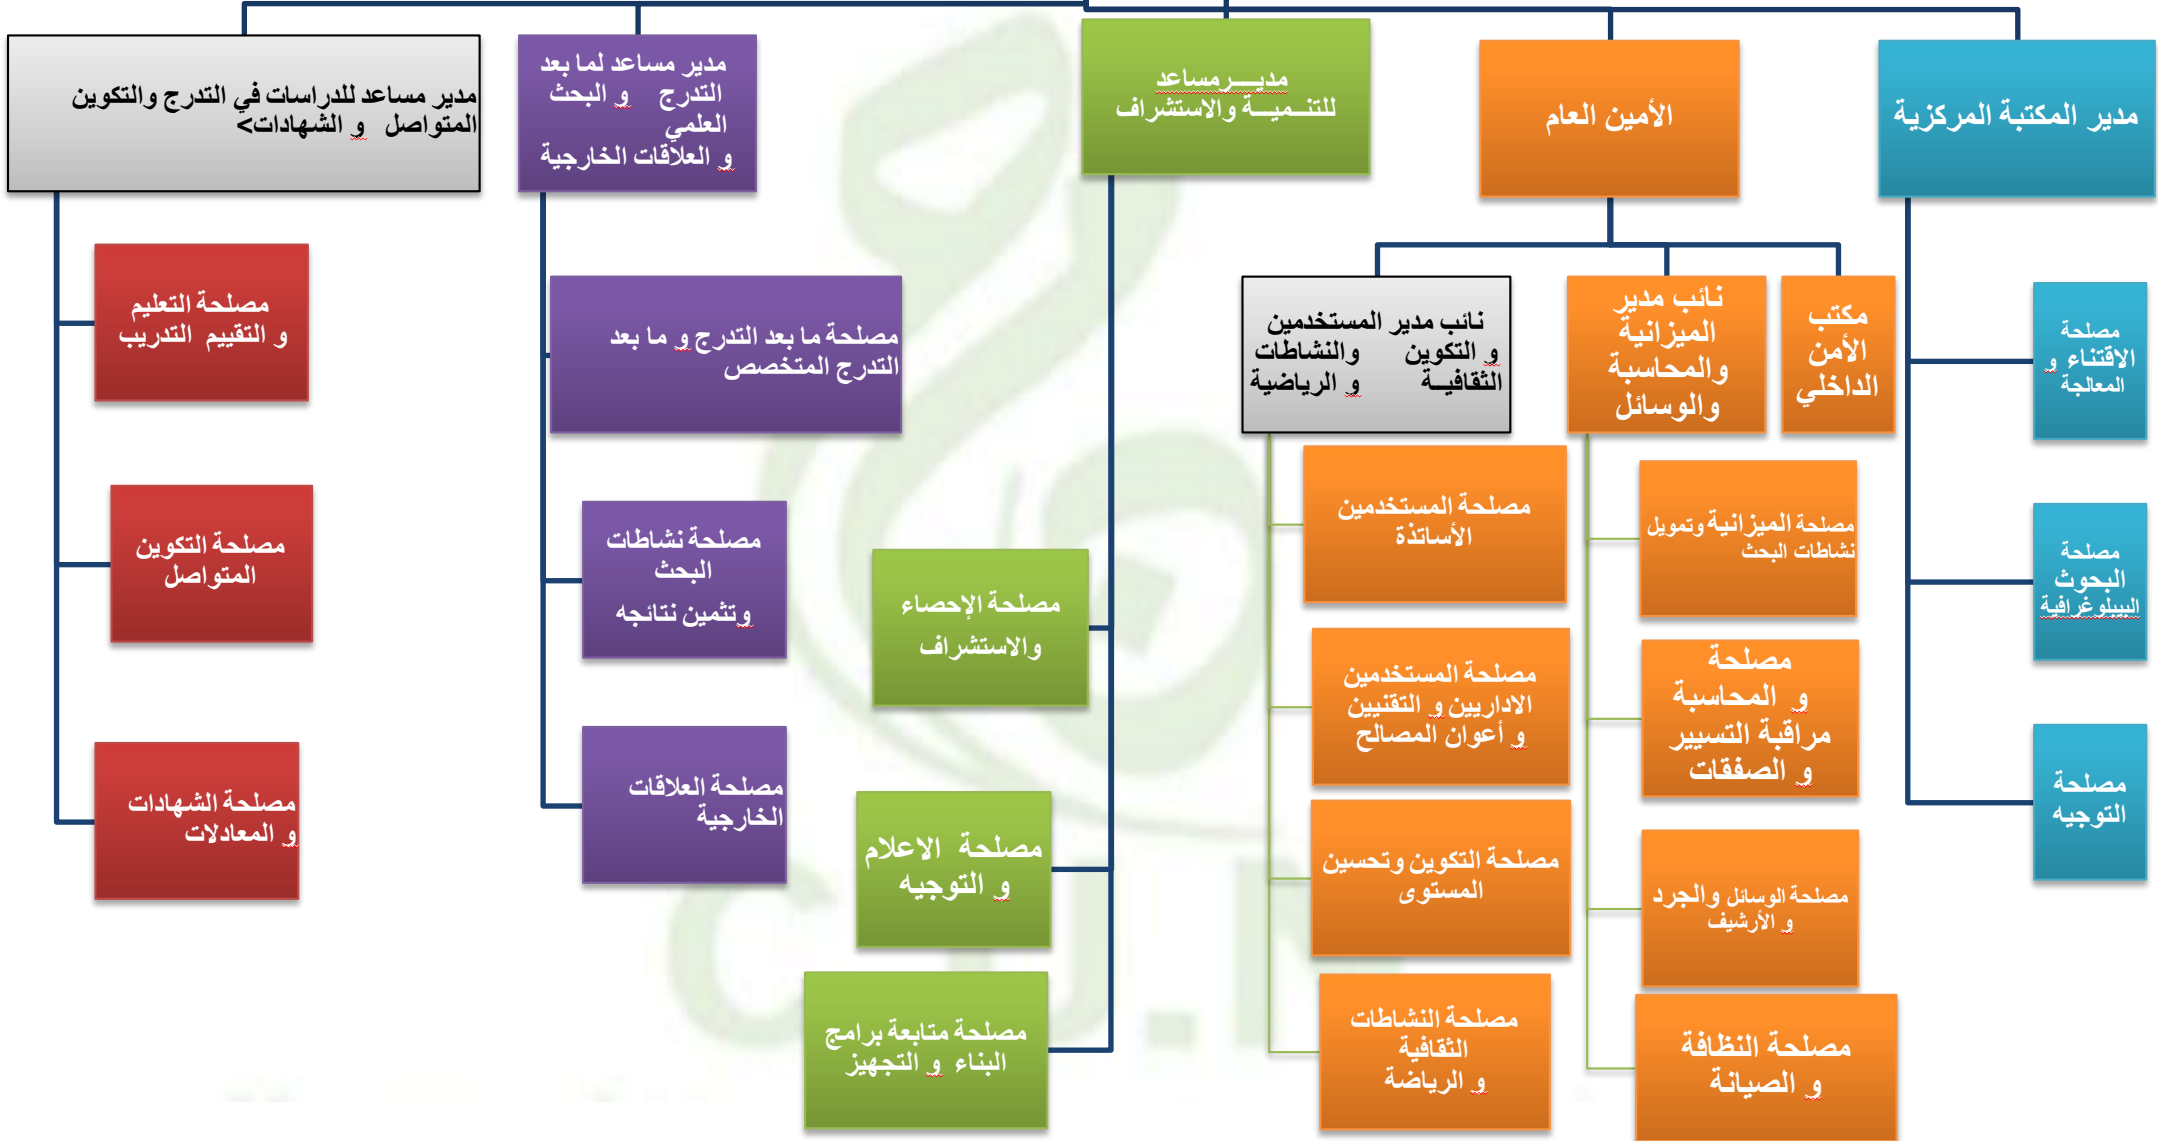 مدير المكتبة المركزية
الأمين العام
مديـــرمساعد
للتنــميـــة والاستشراف
مدير مساعد لما بعد
التدرج و البحث
العلمي
و العلاقات الخارجية
مدير مساعد للدراسات في التدرج والتكوين
المتواصل و الشهادات>
مصلحة
الاقتناء و
المعالجة
مصلحة
البحوث
البيبلوغرافية
مصلحة
التوجيه
مكتب
الأمن
الداخلي
نائب مدير
الميزانية
والمحاسبة
والوسائل
نائب مدير المستخدمين
و التكوين والنشاطات
الثقافيــة و الرياضية
مصلحة الميزانية وتمويل
نشاطات البحث
مصلحة
و المحاسبة
مراقبة التسيير
و الصفقات
مصلحة الوسائل والجرد
و الأرشيف
مصلحة النظافة
و الصيانة
مصلحة المستخدمين
الأساتذة
مصلحة المستخدمين
الاداريين و التقنيين
و أعوان المصالح
مصلحة التكوين وتحسين
المستوى
مصلحة النشاطات
الثقافية
و الرياضة
مصلحة الإحصاء
والاستشراف
مصلحة الاعلام
و التوجيه
مصلحة متابعة برامج
البناء و التجهيز
مصلحة ما بعد التدرج و ما بعد
التدرج المتخصص
مصلحة نشاطات
البحث
وتثمين نتائجه
مصلحة العلاقات
الخارجية
مصلحة التعليم
و التقييم التدريب
مصلحة التكوين
المتواصل
مصلحة الشهادات
و المعادلات